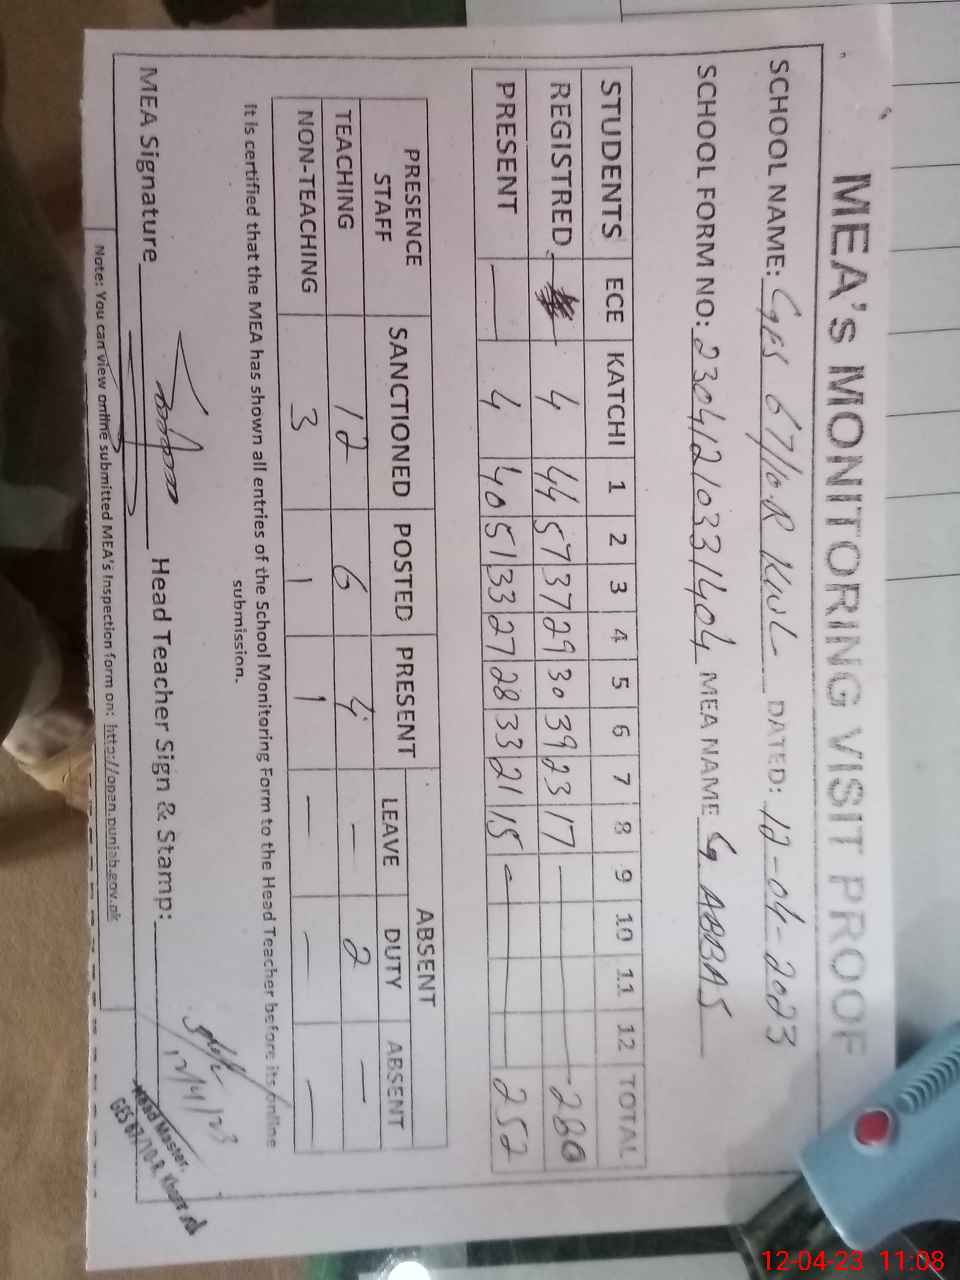 MEA's MONITORING VISIT PROOF
SCHOOL NAME: GES 67/10R KWL DATED: 12-04-2023
SCHOOL FORM NO: 23041210331404 MEA NAME: Sq ABBAS
STUDENTS ECE KATCHI 1 2 3 4 5 6 7 8 9 10 11 12 TOTAL
REGISTRED 4 44 57 37 29 30 39 23 17 — 280
PRESENT — 4 40 51 33 27 28 33 21 15 — 252
PRESENCE STAFF SANCTIONED POSTED PRESENT ABSENT
LEAVE DUTY ABSENT
TEACHING 12 6 4 — 2 —
NON-TEACHING 3 1 1 — — —
It is certified that the MEA has shown all entries of the School Monitoring Form to the Head Teacher before its online
submission.
MEA Signature Head Teacher Sign & Stamp:
12/4/23
Head Master,
GES 67/10.R,
Note: You can view online submitted MEA's Inspection form on: http://open.punjab.gov.pk
12-04-23 11:08